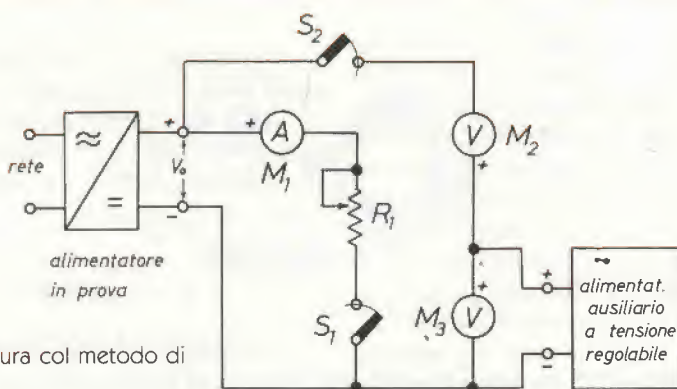 S2
+
V
M2
+
≈
=
rete
+
V0
-
+
A
M1
R1
S1
alimentatore
in prova
+
M3
V
+
-
~
alimentat.
ausiliario
a tensione
regolabile
ura col metodo di